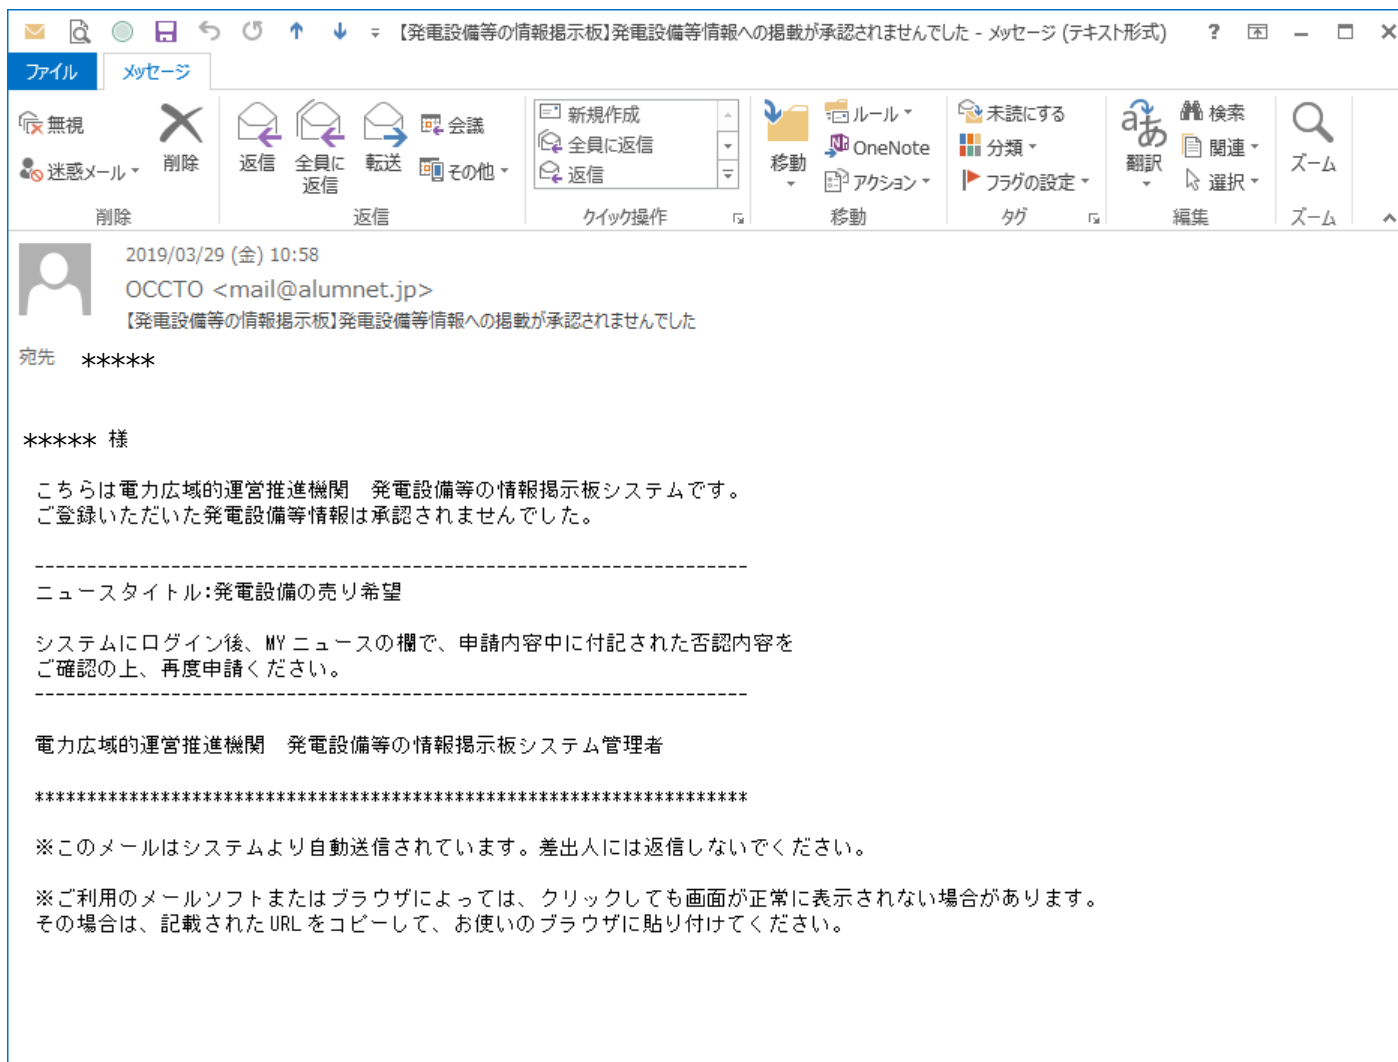 【発電設備等の情報掲示板】発電設備等情報への掲載が承認されませんでした - メッセージ (テキスト形式)
ファイル メッセージ
無視
迷惑メール
削除
返信
全員に返信
転送
会議
その他
新規作成
全員に返信
返信
移動
ルール
OneNote
アクション
未読にする
分類
フラグの設定
翻訳
検索
関連
選択
ズーム
削除 返信 クイック操作 移動 タグ 編集 ズーム
2019/03/29 (金) 10:58
OCCTO <mail@alumnet.jp>
【発電設備等の情報掲示板】発電設備等情報への掲載が承認されませんでした
宛先 *****
***** 様
こちらは電力広域的運営推進機関　発電設備等の情報掲示板システムです。
ご登録いただいた発電設備等情報は承認されませんでした。
--------------------------------------------------------------------
ニュースタイトル:発電設備の売り希望
システムにログイン後、MYニュースの欄で、申請内容中に付記された否認内容を
ご確認の上、再度申請ください。
--------------------------------------------------------------------
電力広域的運営推進機関　発電設備等の情報掲示板システム管理者
********************************************************************
※このメールはシステムより自動送信されています。差出人には返信しないでください。
※ご利用のメールソフトまたはブラウザによっては、クリックしても画面が正常に表示されない場合があります。
その場合は、記載されたURLをコピーして、お使いのブラウザに貼り付けてください。